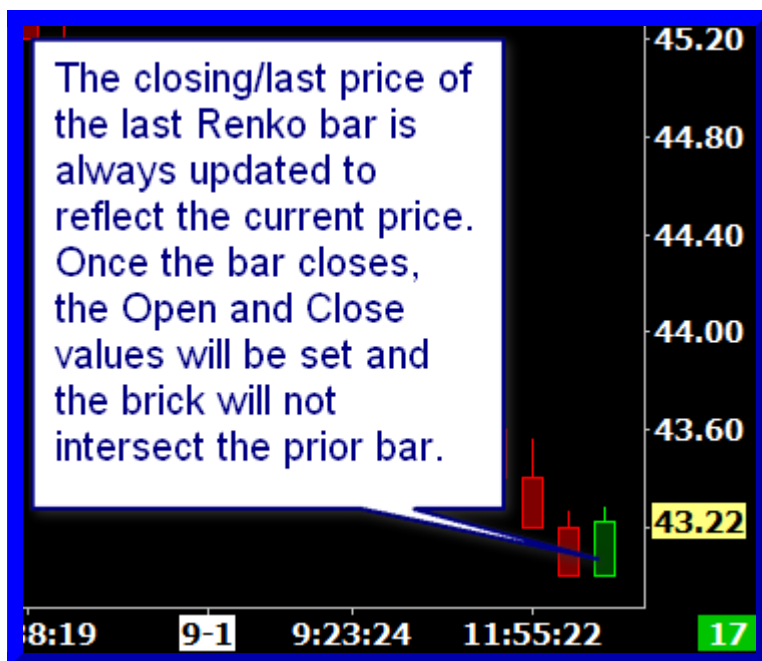 The closing/last price of
the last Renko bar is
always updated to
reflect the current price.
Once the bar closes,
the Open and Close
values will be set and
the brick will not
intersect the prior bar.
45.20
44.80
44.40
44.00
43.60
43.22
38:19 9-1 9:23:24 11:55:22 17